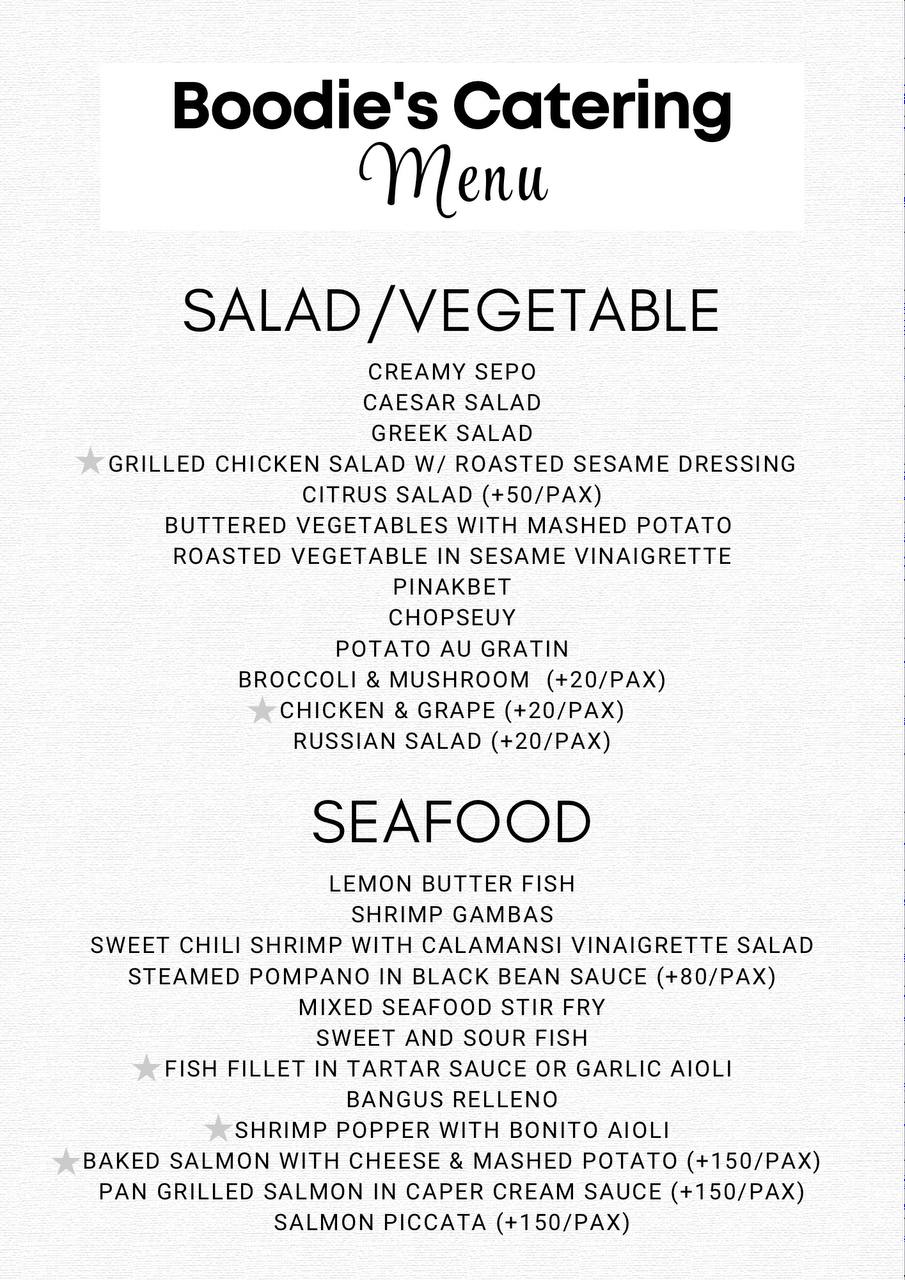 Boodie's Catering
Menu
SALAD/VEGETABLE
CREAMY SEPO
CAESAR SALAD
GREEK SALAD
GRILLED CHICKEN SALAD W/ ROASTED SESAME DRESSING
CITRUS SALAD (+50/PAX)
BUTTERED VEGETABLES WITH MASHED POTATO
ROASTED VEGETABLE IN SESAME VINAIGRETTE
PINAKBET
CHOPSEUY
POTATO AU GRATIN
BROCCOLI & MUSHROOM (+20/PAX)
CHICKEN & GRAPE (+20/PAX)
RUSSIAN SALAD (+20/PAX)
SEAFOOD
LEMON BUTTER FISH
SHRIMP GAMBAS
SWEET CHILI SHRIMP WITH CALAMANSI VINAIGRETTE SALAD
STEAMED POMPANO IN BLACK BEAN SAUCE (+80/PAX)
MIXED SEAFOOD STIR FRY
SWEET AND SOUR FISH
FISH FILLET IN TARTAR SAUCE OR GARLIC AIOLI
BANGUS RELLENO
SHRIMP POPPER WITH BONITO AIOLI
BAKED SALMON WITH CHEESE & MASHED POTATO (+150/PAX)
PAN GRILLED SALMON IN CAPER CREAM SAUCE (+150/PAX)
SALMON PICCATA (+150/PAX)